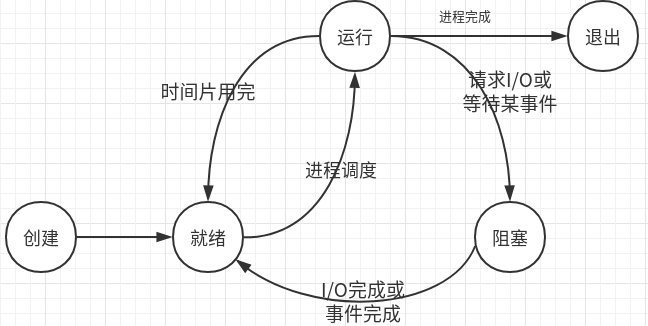 进程完成
运行
退出
请求I/O或
等待某事件
时间片用完
进程调度
创建
就绪
阻塞
I/O完成或
事件完成